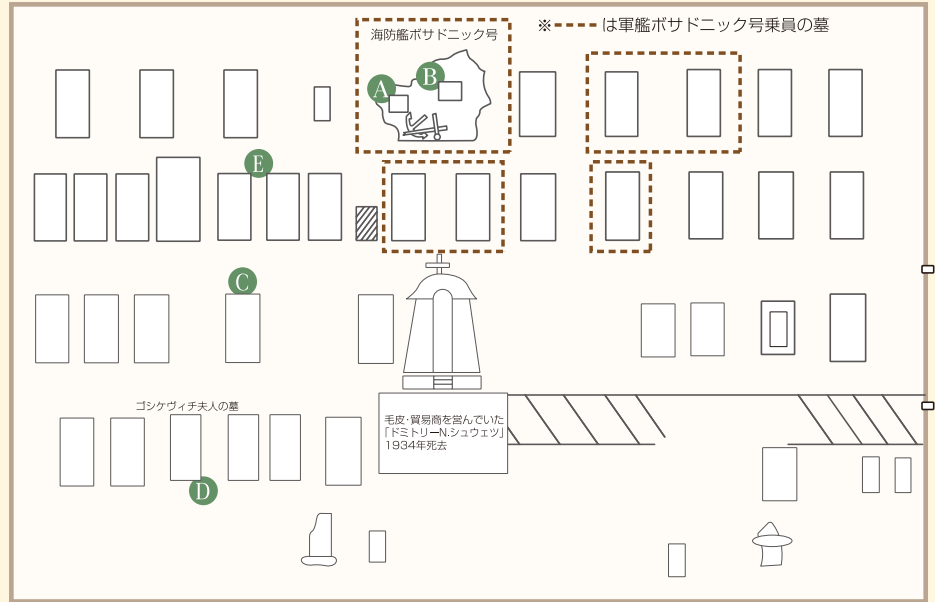 ※ は軍艦ボサドニック号乗員の墓
海防艦ボサドニック号
A
B
E
C
ゴシケヴィチ夫人の墓
毛皮・貿易商を営んでいた
「ドミトリーN.シュウェツ」
1934年死去
D